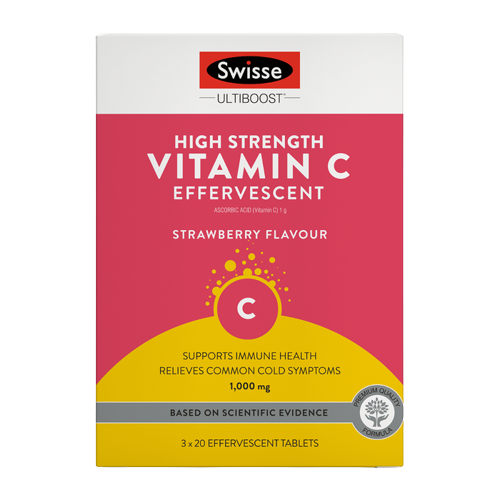 Swisse
ULTIBOOST®
HIGH STRENGTH
VITAMIN C
EFFERVESCENT
ASCORBIC ACID (Vitamin C) 1 g
STRAWBERRY FLAVOUR
C
SUPPORTS IMMUNE HEALTH
RELIEVES COMMON COLD SYMPTOMS
1,000 mg
BASED ON SCIENTIFIC EVIDENCE
PREMIUM QUALITY
FORMULA
3 x 20 EFFERVESCENT TABLETS